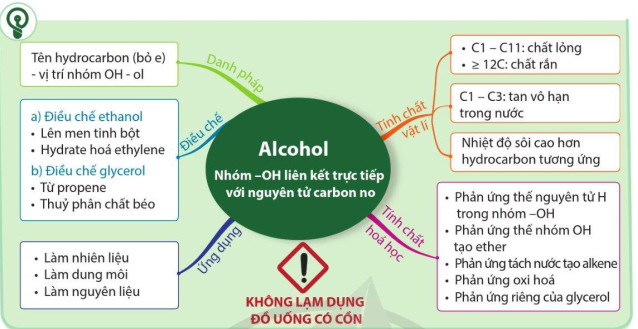 Tên hydrocarbon (bỏ e)
- vị trí nhóm OH - ol
Danh pháp
a) Điều chế ethanol
• Lên men tinh bột
• Hydrate hoá ethylene
b) Điều chế glycerol
• Từ propene
• Thuỷ phân chất béo
Điều chế
• Làm nhiên liệu
• Làm dung môi
• Làm nguyên liệu
Ứng dụng
Alcohol
Nhóm –OH liên kết trực tiếp
với nguyên tử carbon no
Tính chất
vật lí
• C1 – C11: chất lỏng
• ≥ 12C: chất rắn
C1 – C3: tan vô hạn
trong nước
Nhiệt độ sôi cao hơn
hydrocarbon tương ứng
Tính chất
hoá học
• Phản ứng thế nguyên tử H
trong nhóm –OH
• Phản ứng thế nhóm OH
tạo ether
• Phản ứng tách nước tạo alkene
• Phản ứng oxi hoá
• Phản ứng riêng của glycerol
!
KHÔNG LẠM DỤNG
ĐỒ UỐNG CÓ CỒN